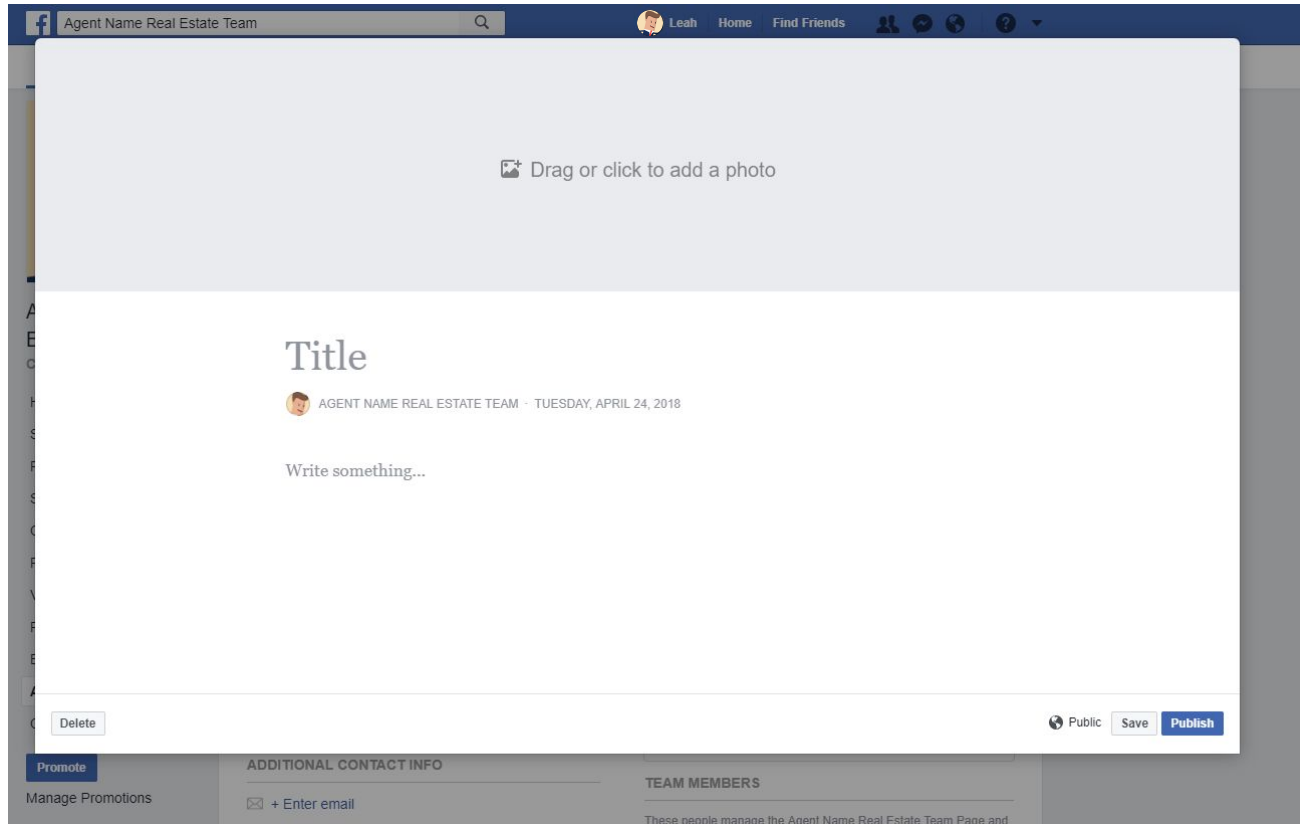 Agent Name Real Estate Team
Leah Home Find Friends
Drag or click to add a photo
Title
AGENT NAME REAL ESTATE TEAM · TUESDAY, APRIL 24, 2018
Write something...
Delete
Public Save Publish
Promote
Manage Promotions
ADDITIONAL CONTACT INFO
+ Enter email
TEAM MEMBERS
These people manage the Agent Name Real Estate Team Page and